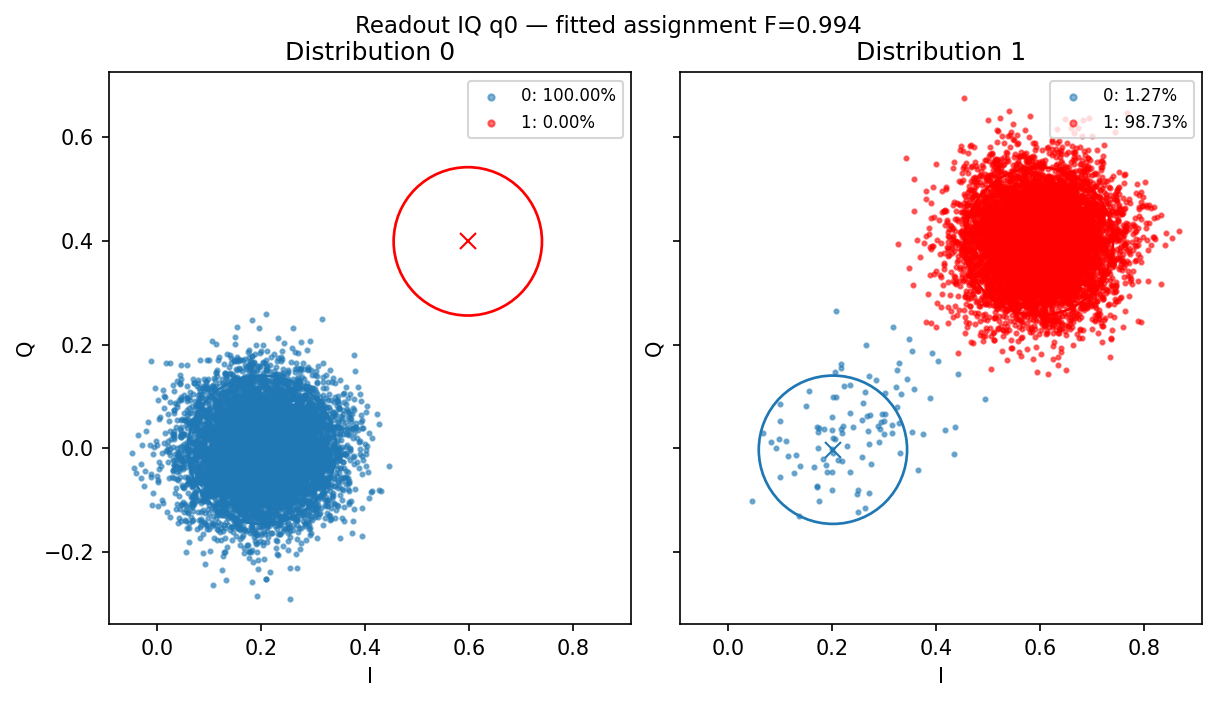 Readout IQ q0 — fitted assignment F=0.994
Distribution 0
Distribution 1
0: 100.00%
1: 0.00%
0: 1.27%
1: 98.73%
Q
0.6
0.4
0.2
0.0
−0.2
0.0
0.2
0.4
0.6
0.8
I
Q
0.0
0.2
0.4
0.6
0.8
I